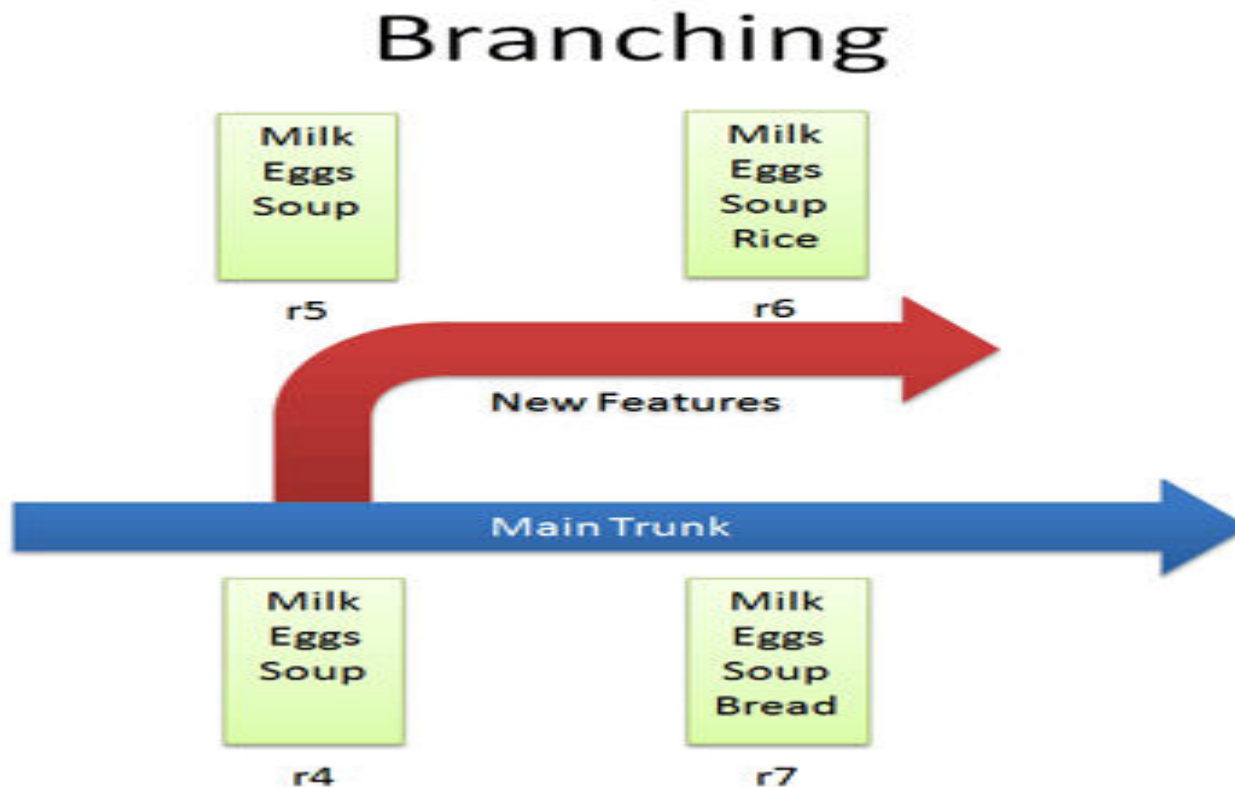 Branching
Milk
Eggs
Soup
r5
Milk
Eggs
Soup
Rice
r6
New Features
Main Trunk
Milk
Eggs
Soup
r4
Milk
Eggs
Soup
Bread
r7